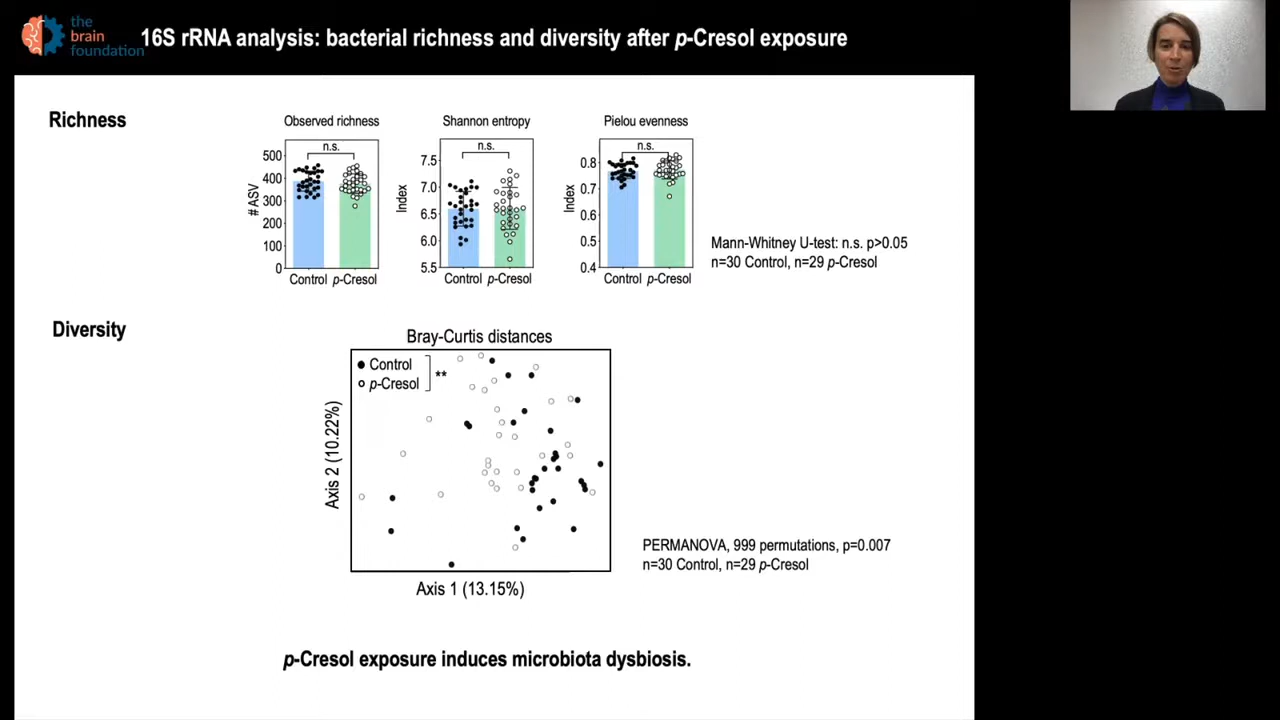 the
brain
foundation
16S rRNA analysis: bacterial richness and diversity after p-Cresol exposure
Richness
Observed richness
n.s.
500
400
300
200
100
0
# ASV
Control p-Cresol
Shannon entropy
n.s.
7.5
7.0
6.5
6.0
5.5
Index
Control p-Cresol
Pielou evenness
n.s.
0.8
0.7
0.6
0.5
0.4
Index
Control p-Cresol
Mann-Whitney U-test: n.s. p>0.05
n=30 Control, n=29 p-Cresol
Diversity
Bray-Curtis distances
Control
p-Cresol
**
Axis 2 (10.22%)
Axis 1 (13.15%)
PERMANOVA, 999 permutations, p=0.007
n=30 Control, n=29 p-Cresol
p-Cresol exposure induces microbiota dysbiosis.